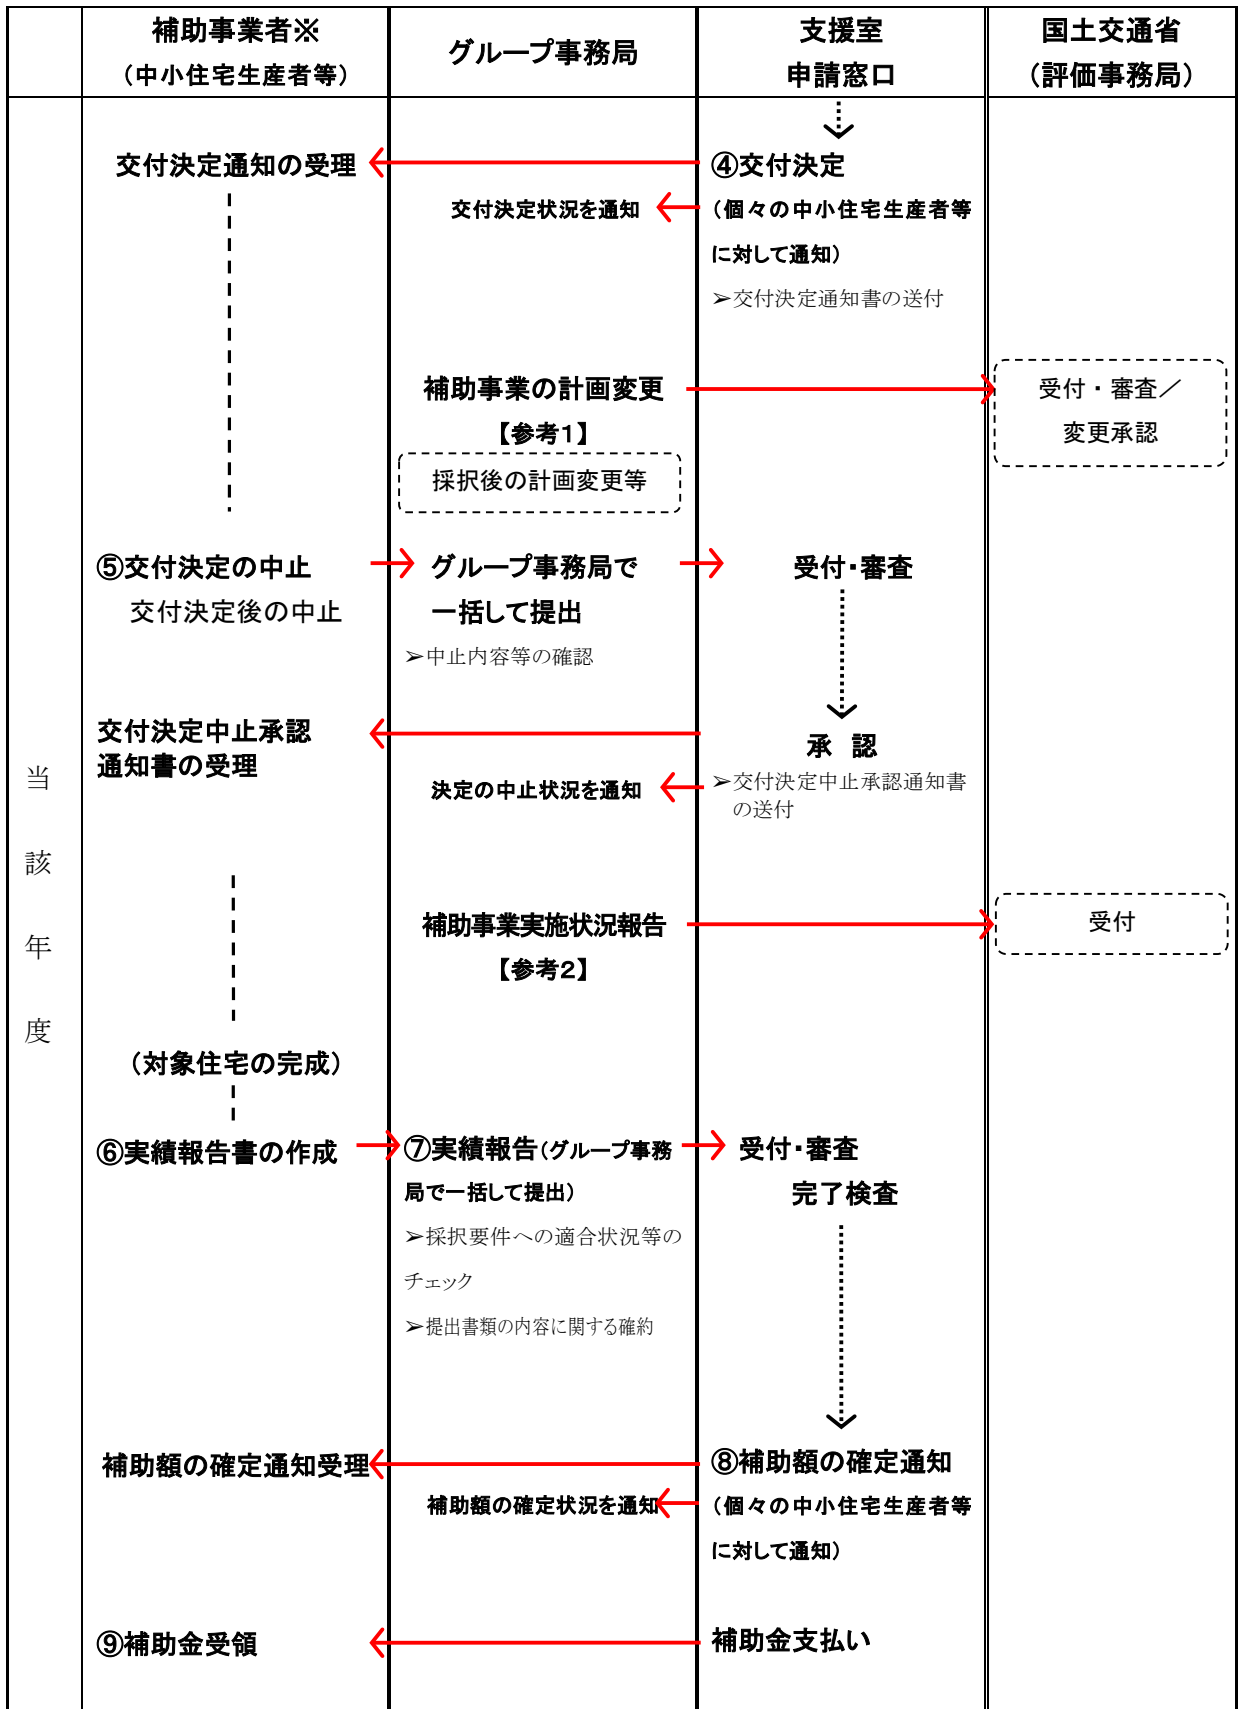 補助事業者※
（中小住宅生産者等）
グループ事務局
支援室
申請窓口
国土交通省
（評価事務局）
当
該
年
度
交付決定通知の受理
④交付決定
交付決定状況を通知
（個々の中小住宅生産者等
に対して通知）
➢交付決定通知書の送付
補助事業の計画変更
【参考１】
採択後の計画変更等
受付・審査／
変更承認
⑤交付決定の中止
交付決定後の中止
グループ事務局で
一括して提出
➢中止内容等の確認
受付・審査
交付決定中止承認
通知書の受理
承　認
決定の中止状況を通知
➢交付決定中止承認通知書
の送付
補助事業実施状況報告
【参考２】
受付
（対象住宅の完成）
⑥実績報告書の作成
⑦実績報告（グループ事務
局で一括して提出）
➢採択要件への適合状況等の
チェック
➢提出書類の内容に関する確約
受付・審査
完了検査
補助額の確定通知受理
⑧補助額の確定通知
補助額の確定状況を通知
（個々の中小住宅生産者等
に対して通知）
⑨補助金受領
補助金支払い